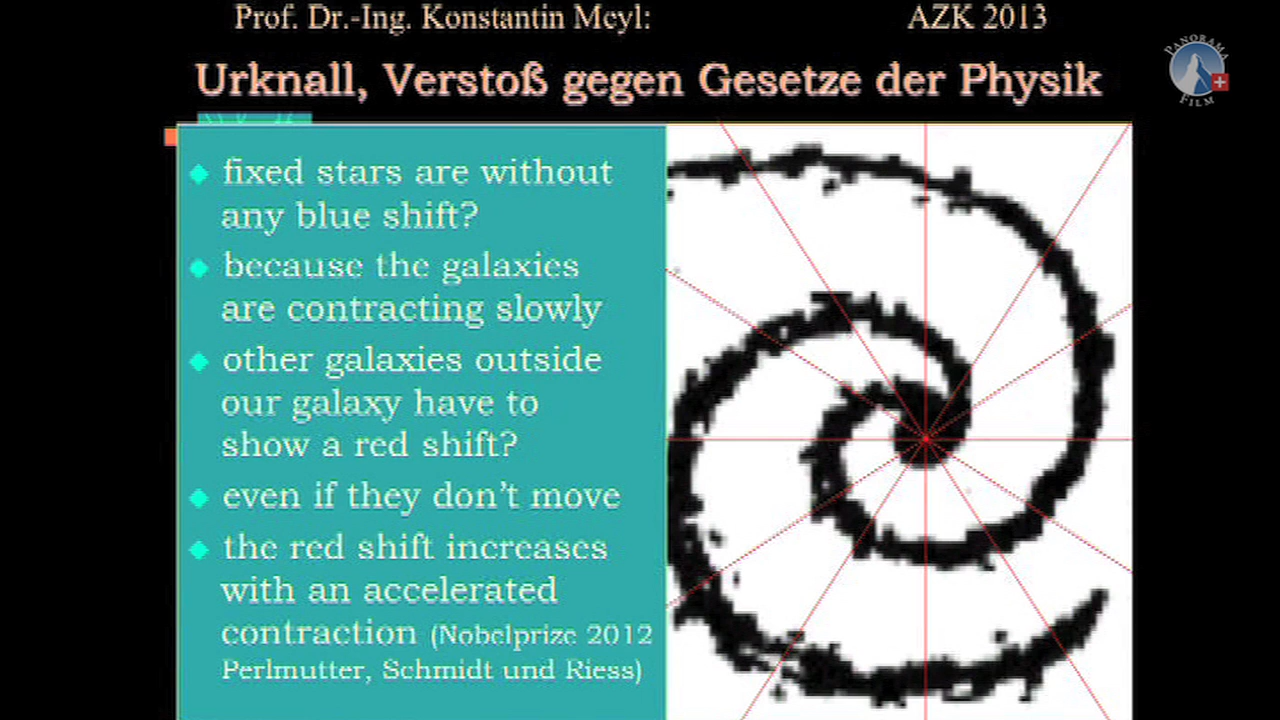 Prof. Dr.-Ing. Konstantin Meyl: AZK 2013
PANORAMA
FILM
Urknall, Verstoß gegen Gesetze der Physik
fixed stars are without
any blue shift?
because the galaxies
are contracting slowly
other galaxies outside
our galaxy have to
show a red shift?
even if they don't move
the red shift increases
with an accelerated
contraction (Nobelprize 2012
Perlmutter, Schmidt und Riess)